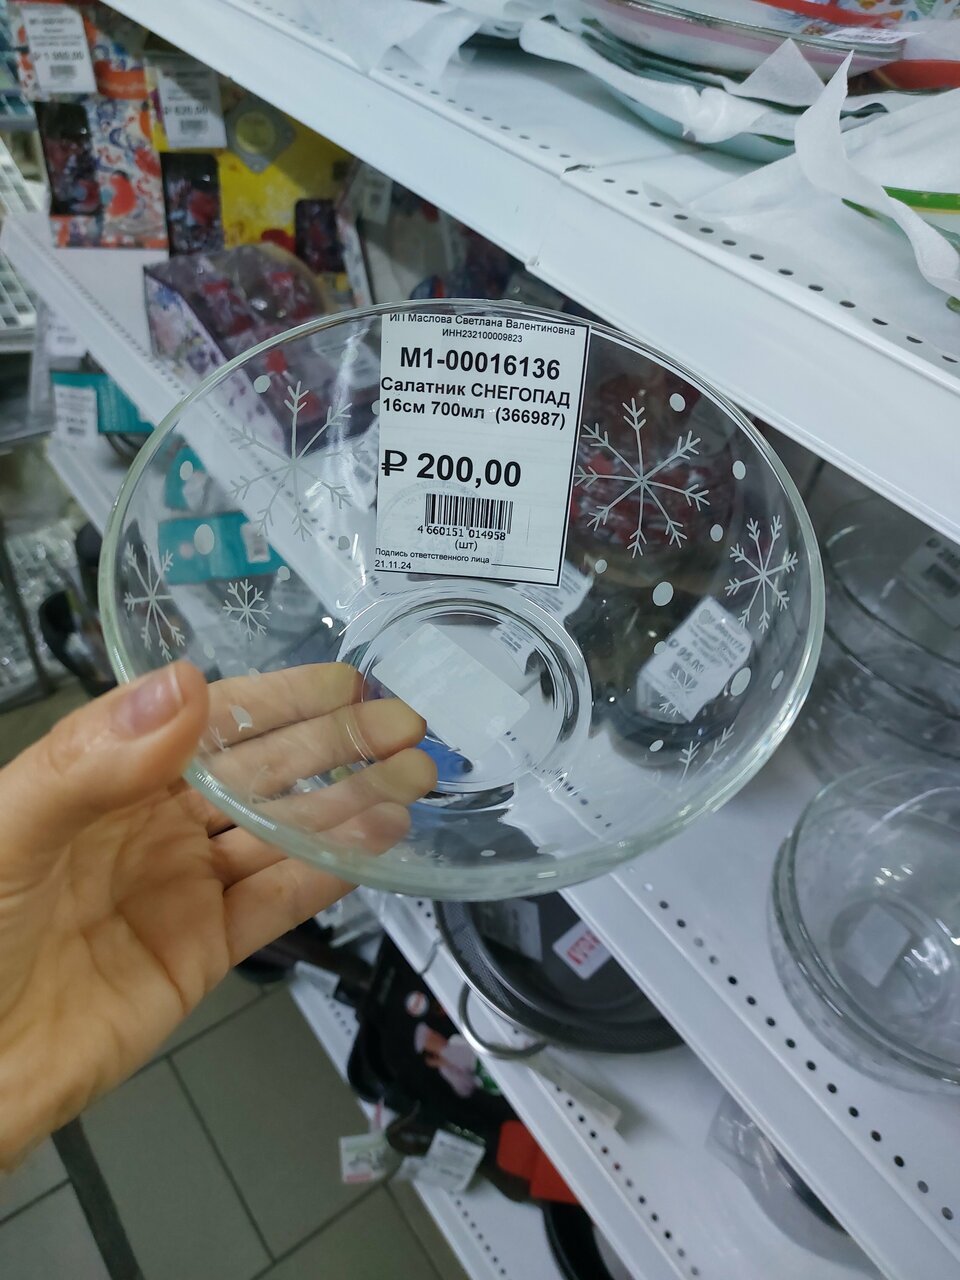 ИП Маслова Светлана Валентиновна
ИНН232100009823
М1-00016136
Салатник СНЕГОПАД
16см 700мл (366987)
₽ 200,00
4 660151 014958
(шт)
Подпись ответственного лица
21.11.24